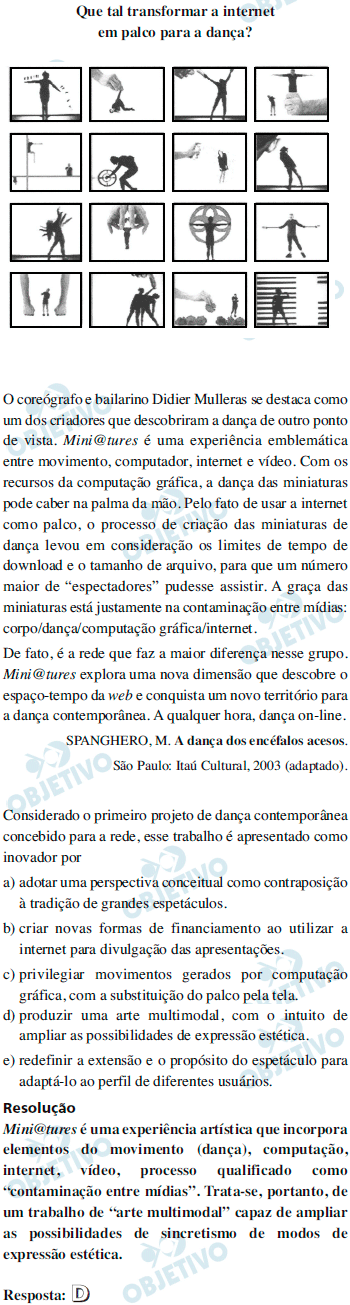 Que tal transformar a internet
em palco para a dança?
O coreógrafo e bailarino Didier Mulleras se destaca como
um dos criadores que descobriram a dança de outro ponto
de vista. Mini@tures é uma experiência emblemática
entre movimento, computador, internet e vídeo. Com os
recursos da computação gráfica, a dança das miniaturas
pode caber na palma da mão. Pelo fato de usar a internet
como palco, o processo de criação das miniaturas de
dança levou em consideração os limites de tempo de
download e o tamanho de arquivo, para que um número
maior de “espectadores” pudesse assistir. A graça das
miniaturas está justamente na contaminação entre mídias:
corpo/dança/computação gráfica/internet.
De fato, é a rede que faz a maior diferença nesse grupo.
Mini@tures explora uma nova dimensão que descobre o
espaço-tempo da web e conquista um novo território para
a dança contemporânea. A qualquer hora, dança on-line.
SPANGHERO, M. A dança dos encéfalos acesos.
São Paulo: Itaú Cultural, 2003 (adaptado).
Considerado o primeiro projeto de dança contemporânea
concebido para a rede, esse trabalho é apresentado como
inovador por
a) adotar uma perspectiva conceitual como contraposição
à tradição de grandes espetáculos.
b) criar novas formas de financiamento ao utilizar a
internet para divulgação das apresentações.
c) privilegiar movimentos gerados por computação
gráfica, com a substituição do palco pela tela.
d) produzir uma arte multimodal, com o intuito de
ampliar as possibilidades de expressão estética.
e) redefinir a extensão e o propósito do espetáculo para
adaptá-lo ao perfil de diferentes usuários.
Resolução
Mini@tures é uma experiência artística que incorpora
elementos do movimento (dança), computação,
internet, vídeo, processo qualificado como
“contaminação entre mídias”. Trata-se, portanto, de
um trabalho de “arte multimodal” capaz de ampliar
as possibilidades de sincretismo de modos de
expressão estética.
Resposta: D